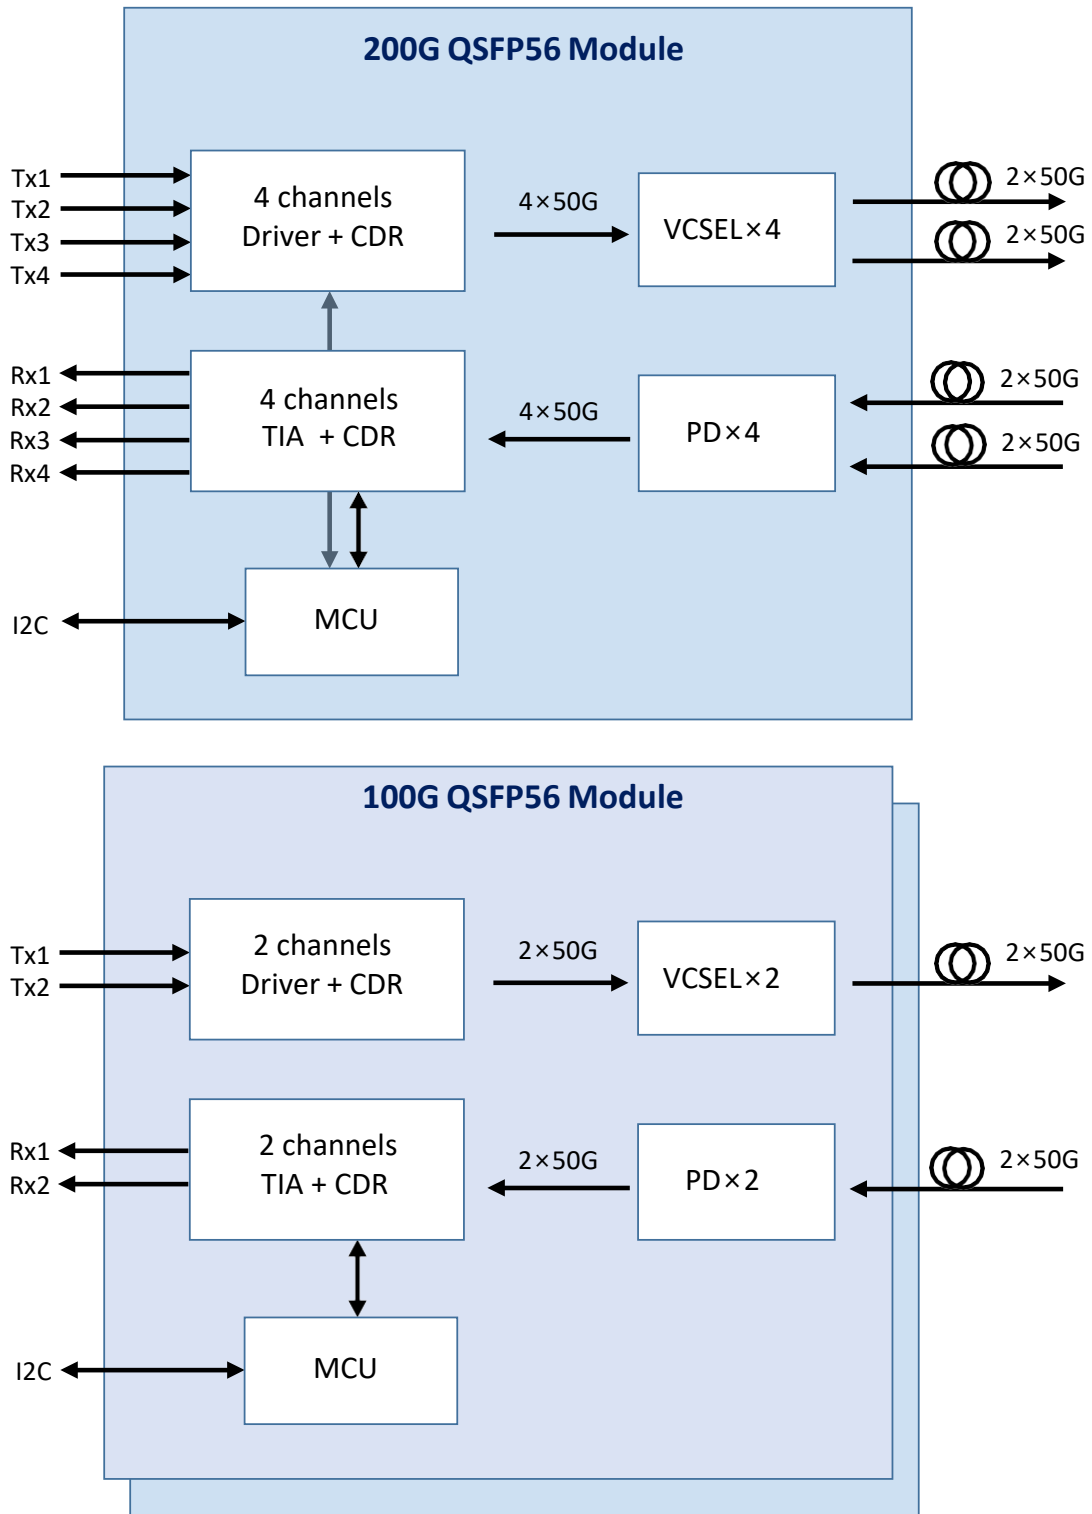 200G QSFP56 Module
Tx1
Tx2
Tx3
Tx4
4 channels
Driver + CDR
4×50G
VCSEL×4
2×50G
2×50G
Rx1
Rx2
Rx3
Rx4
4 channels
TIA + CDR
4×50G
PD×4
2×50G
2×50G
I2C
MCU
100G QSFP56 Module
Tx1
Tx2
2 channels
Driver + CDR
2×50G
VCSEL×2
2×50G
Rx1
Rx2
2 channels
TIA + CDR
2×50G
PD×2
2×50G
I2C
MCU